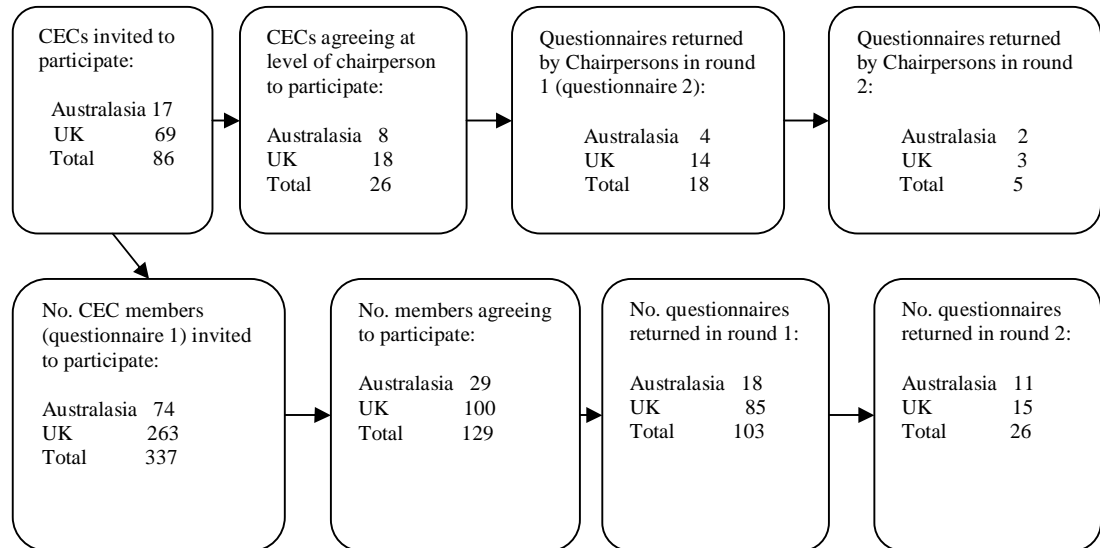 CECs invited to
participate:
Australasia 17
UK 69
Total 86
CECs agreeing at
level of chairperson
to participate:
Australasia 8
UK 18
Total 26
Questionnaires returned
by Chairpersons in round
1 (questionnaire 2):
Australasia 4
UK 14
Total 18
Questionnaires returned
by Chairpersons in round
2:
Australasia 2
UK 3
Total 5
No. CEC members
(questionnaire 1) invited
to participate:
Australasia 74
UK 263
Total 337
No. members agreeing
to participate:
Australasia 29
UK 100
Total 129
No. questionnaires
returned in round 1:
Australasia 18
UK 85
Total 103
No. questionnaires
returned in round 2:
Australasia 11
UK 15
Total 26